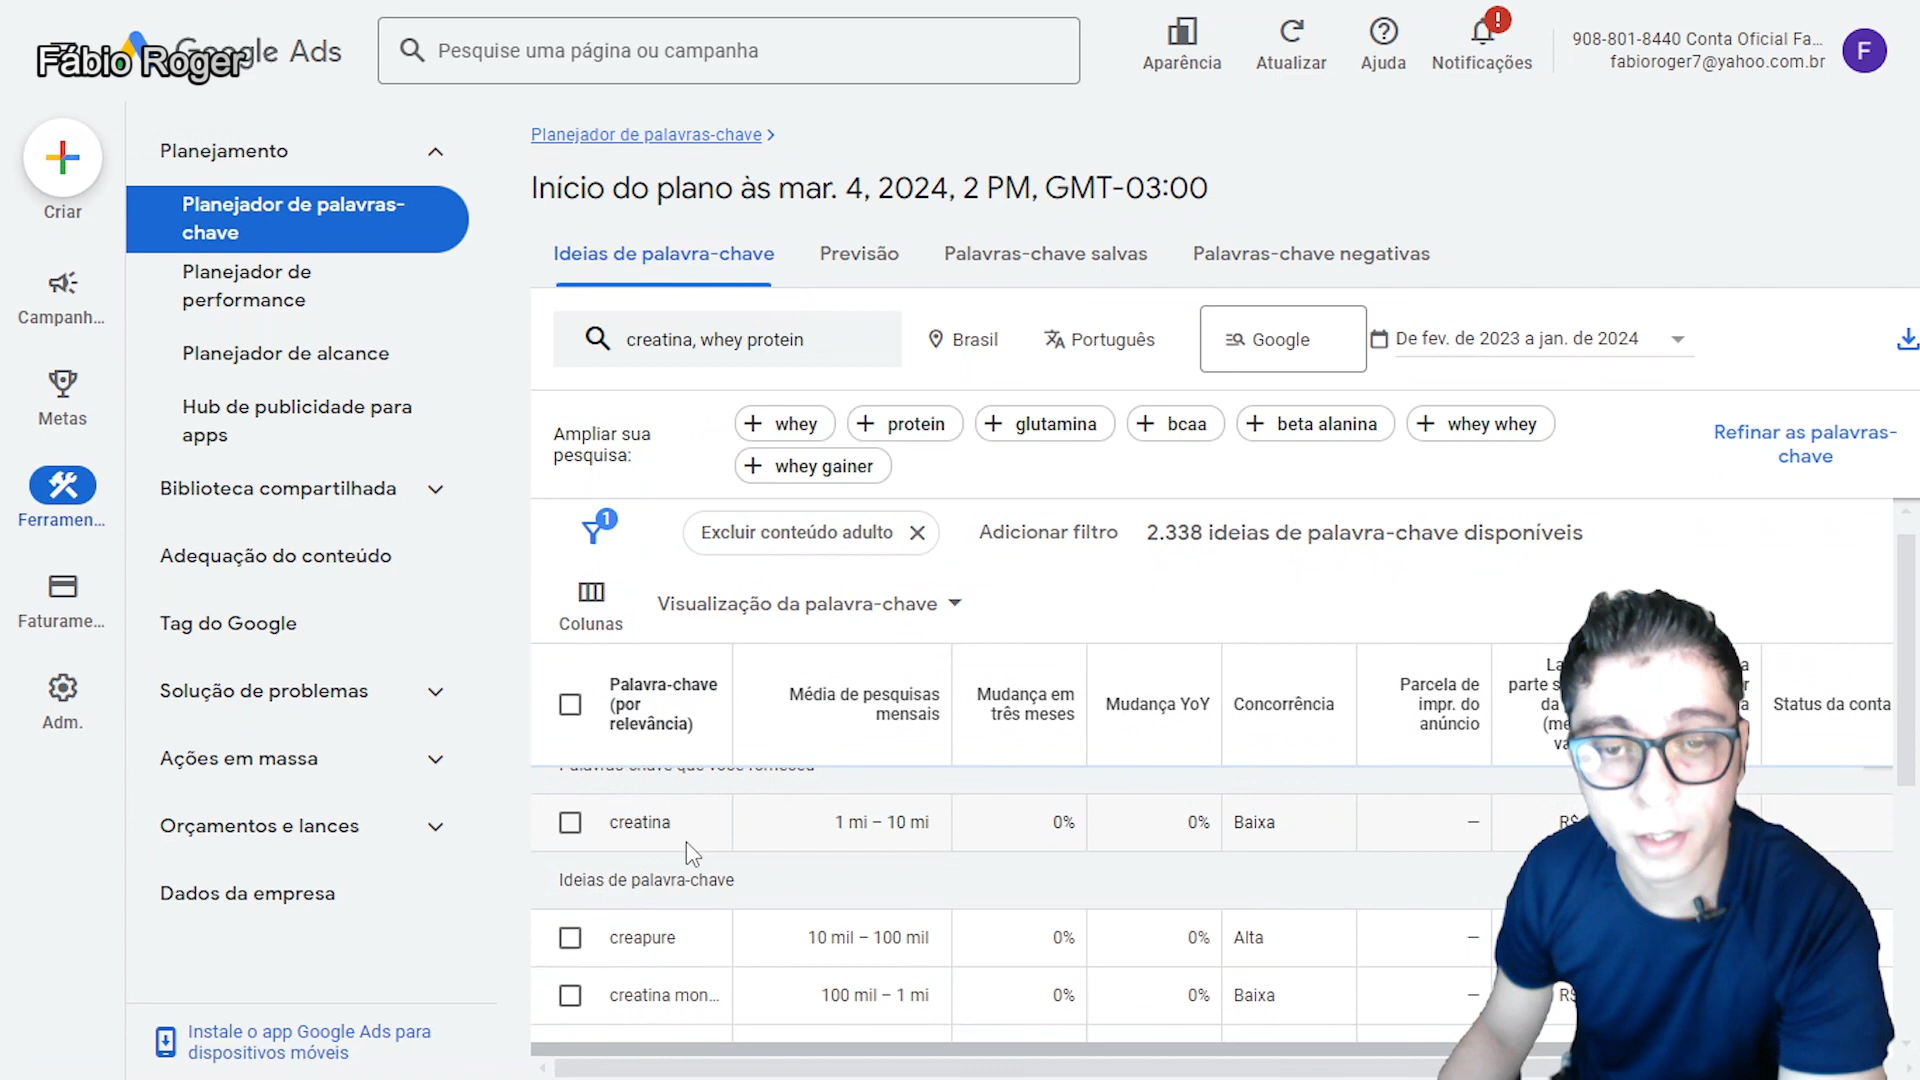 Fábio Roger
Google Ads
Pesquise uma página ou campanha
Aparência
Atualizar
Ajuda
!
Notificações
908-801-8440 Conta Oficial Fa...
fabioroger7@yahoo.com.br
F
Criar
Campanh...
Metas
Ferramen...
Faturame...
Adm.
Planejamento
Planejador de palavras-
chave
Planejador de
performance
Planejador de alcance
Hub de publicidade para
apps
Biblioteca compartilhada
Adequação do conteúdo
Tag do Google
Solução de problemas
Ações em massa
Orçamentos e lances
Dados da empresa
Instale o app Google Ads para
dispositivos móveis
Planejador de palavras-chave
Início do plano às mar. 4, 2024, 2 PM, GMT-03:00
Ideias de palavra-chave
Previsão
Palavras-chave salvas
Palavras-chave negativas
creatina, whey protein
Brasil
Português
Google
De fev. de 2023 a jan. de 2024
Ampliar sua
pesquisa:
whey
protein
glutamina
bcaa
beta alanina
whey whey
whey gainer
Refinar as palavras-
chave
1
Excluir conteúdo adulto
Adicionar filtro
2.338 ideias de palavra-chave disponíveis
Colunas
Visualização da palavra-chave
Palavra-chave
(por
relevância)
Média de pesquisas
mensais
Mudança em
três meses
Mudança YoY
Concorrência
Parcela de
impr. do
anúncio
parte
da
Status da conta
creatina
1 mi – 10 mi
0%
0%
Baixa
–
R$
Ideias de palavra-chave
creapure
10 mil – 100 mil
0%
0%
Alta
–
creatina mon...
100 mil – 1 mi
0%
0%
Baixa
–
R$